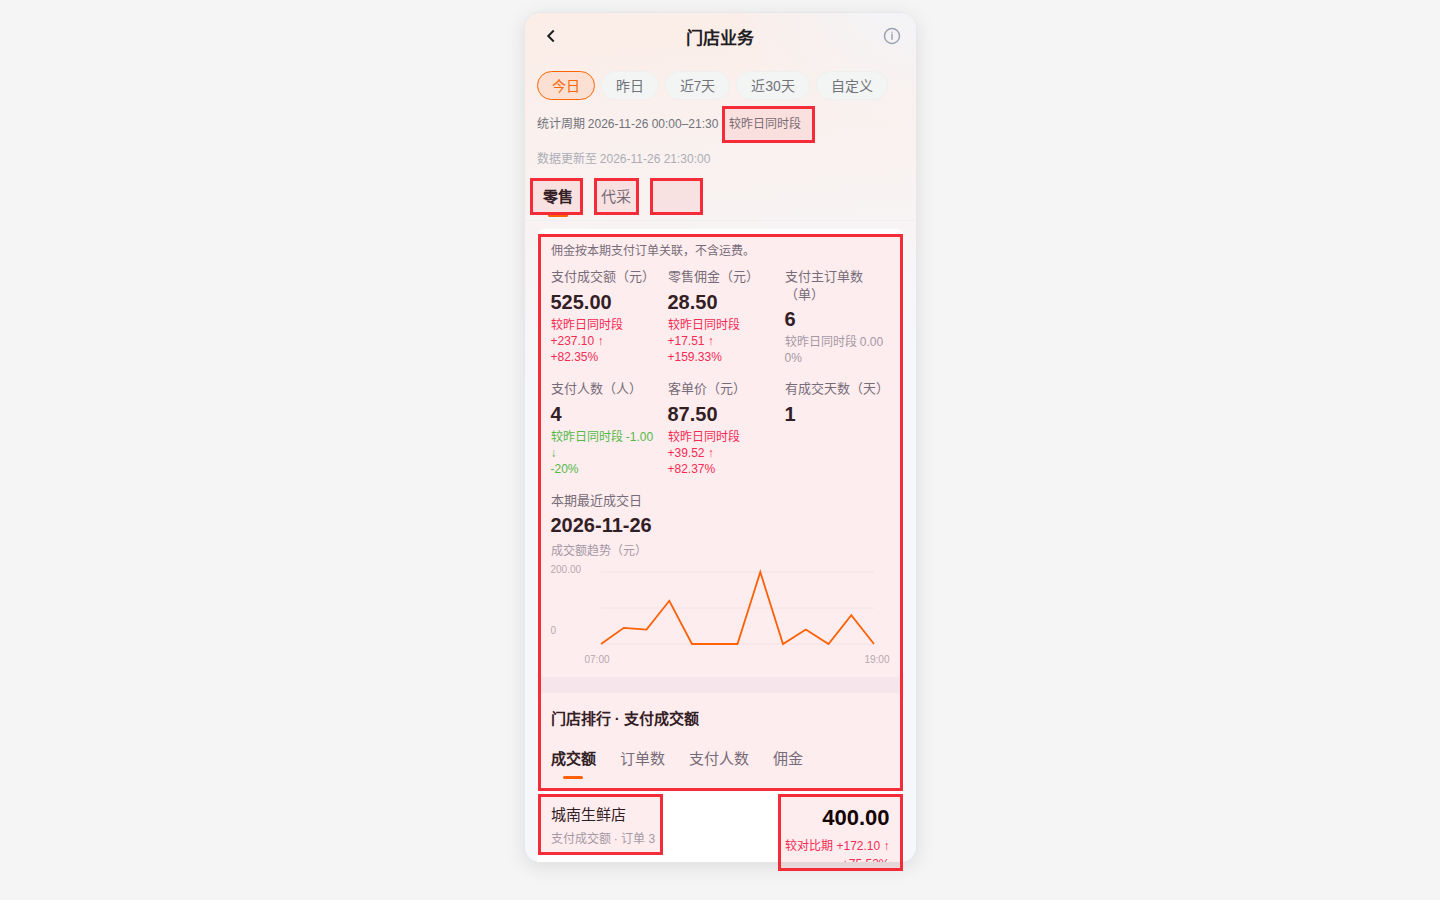 门店业务
今日 昨日 近7天 近30天 自定义
统计周期 2026-11-26 00:00–21:30 较昨日同时段
数据更新至 2026-11-26 21:30:00
零售 代采
佣金按本期支付订单关联，不含运费。
支付成交额（元） 零售佣金（元） 支付主订单数（单）
525.00 28.50 6
较昨日同时段 +237.10 ↑ +82.35%
较昨日同时段 +17.51 ↑ +159.33%
较昨日同时段 0.00 0%
支付人数（人） 客单价（元） 有成交天数（天）
4 87.50 1
较昨日同时段 -1.00 ↓ -20%
较昨日同时段 +39.52 ↑ +82.37%
本期最近成交日
2026-11-26
成交额趋势（元）
200.00
0
07:00 19:00
门店排行 · 支付成交额
成交额 订单数 支付人数 佣金
城南生鲜店 400.00
支付成交额 · 订单 3 较对比期 +172.10 ↑